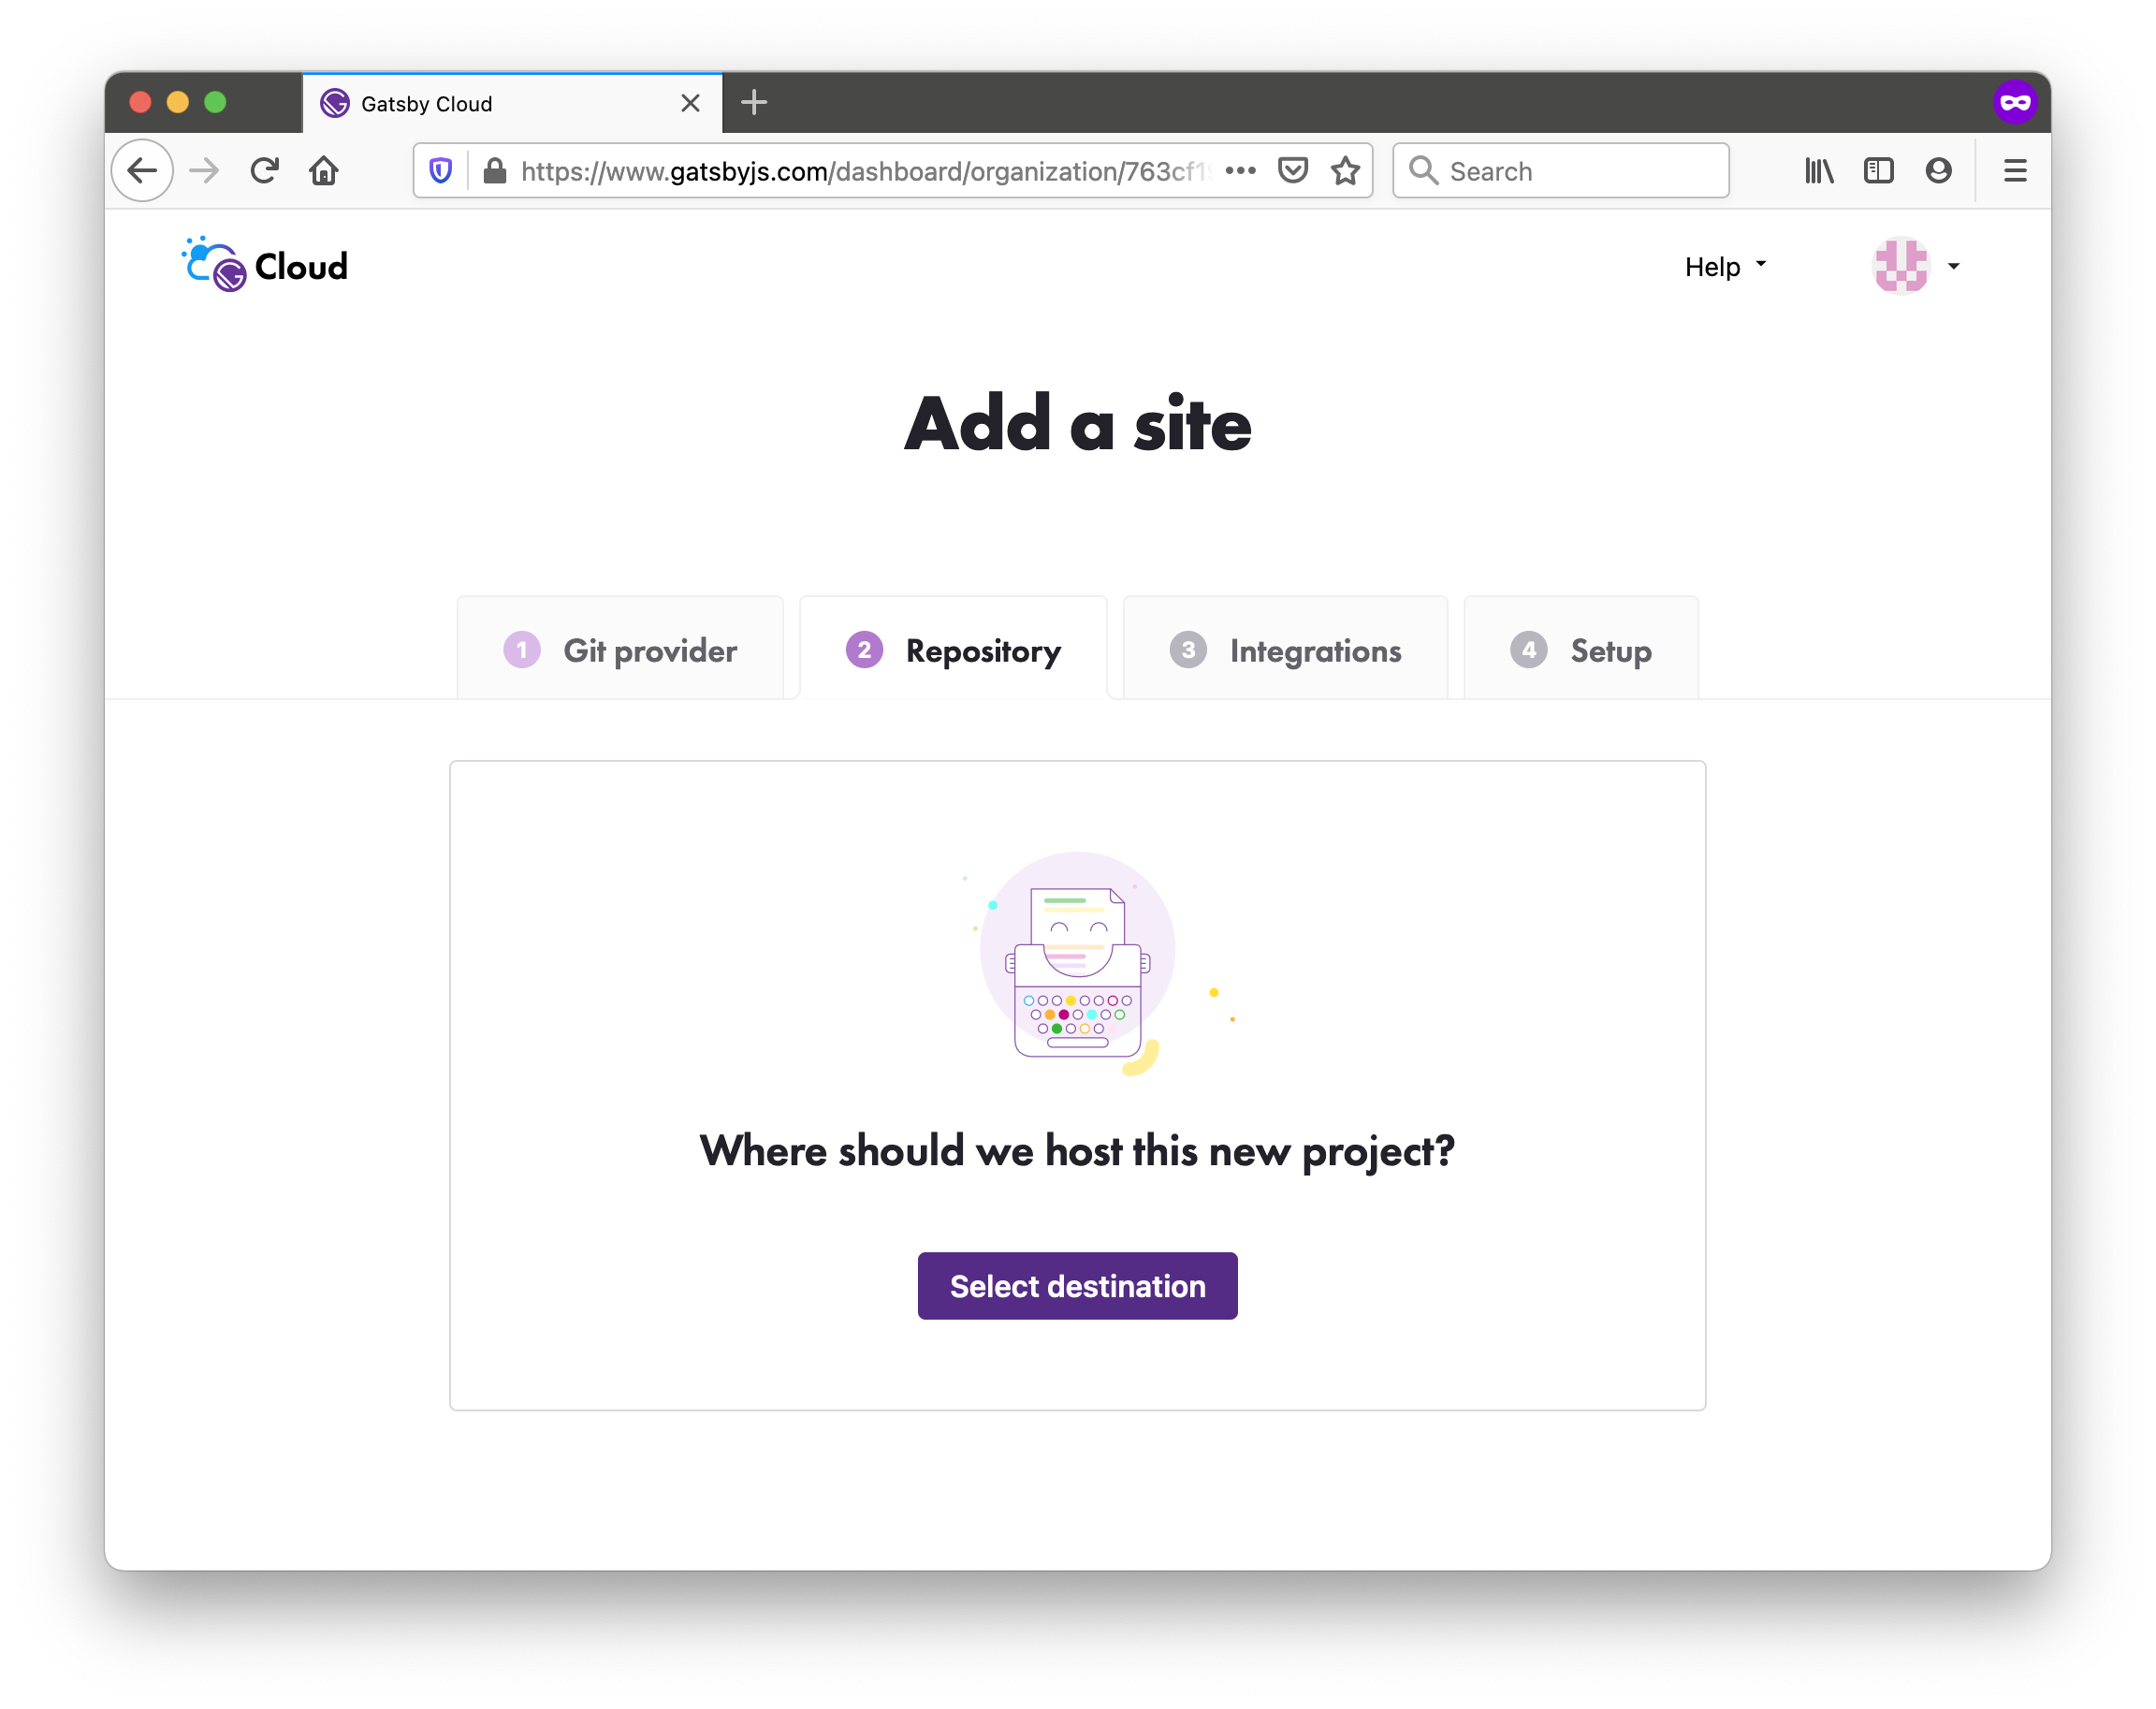 Gatsby Cloud
https://www.gatsbyjs.com/dashboard/organization/763cf19
Search
Cloud
Help
Add a site
1 Git provider
2 Repository
3 Integrations
4 Setup
Where should we host this new project?
Select destination